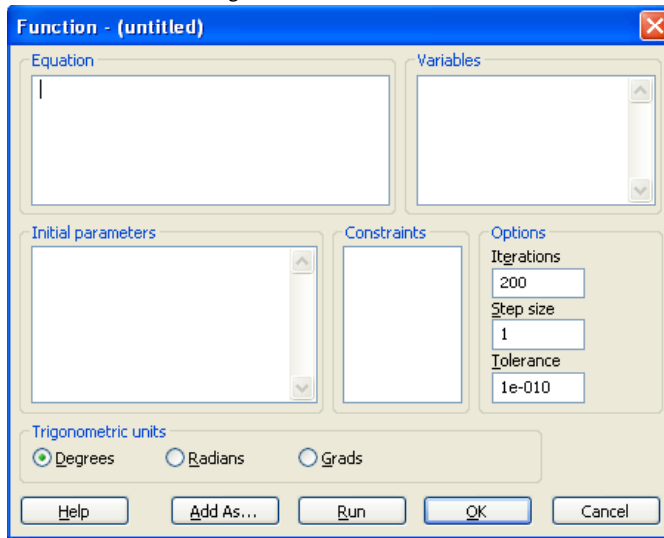 Function - (untitled)
Equation
Variables
Initial parameters
Constraints
Options
Iterations
200
Step size
1
Tolerance
1e-010
Trigonometric units
Degrees Radians Grads
Help Add As... Run OK Cancel